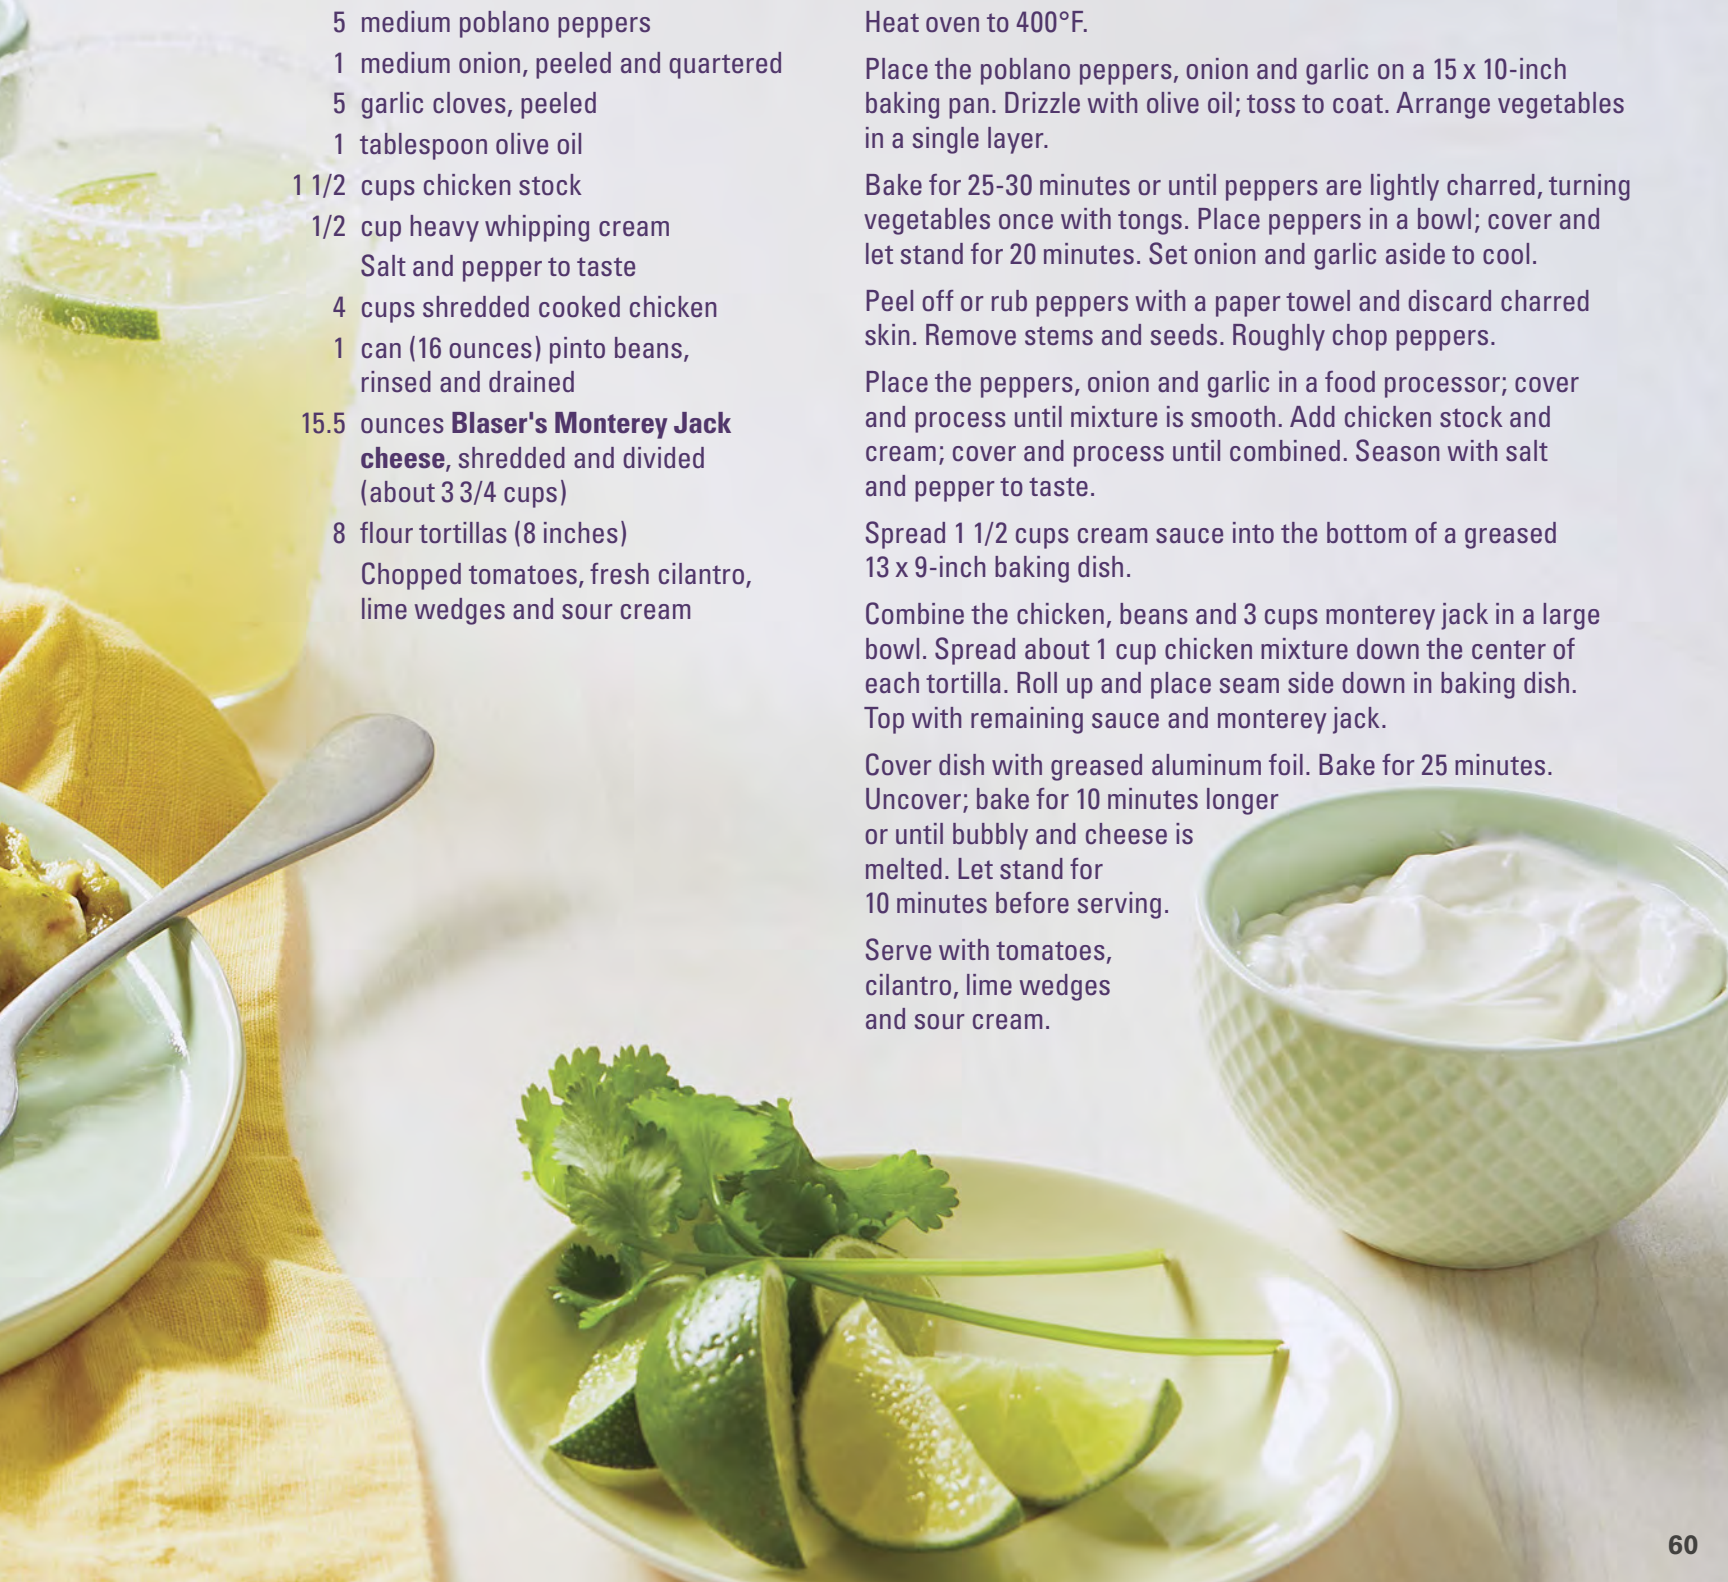 5 medium poblano peppers
1 medium onion, peeled and quartered
5 garlic cloves, peeled
1 tablespoon olive oil
1 1/2 cups chicken stock
1/2 cup heavy whipping cream
Salt and pepper to taste
4 cups shredded cooked chicken
1 can (16 ounces) pinto beans,
rinsed and drained
15.5 ounces Blaser's Monterey Jack
cheese, shredded and divided
(about 3 3/4 cups)
8 flour tortillas (8 inches)
Chopped tomatoes, fresh cilantro,
lime wedges and sour cream
Heat oven to 400°F.
Place the poblano peppers, onion and garlic on a 15 x 10-inch
baking pan. Drizzle with olive oil; toss to coat. Arrange vegetables
in a single layer.
Bake for 25-30 minutes or until peppers are lightly charred, turning
vegetables once with tongs. Place peppers in a bowl; cover and
let stand for 20 minutes. Set onion and garlic aside to cool.
Peel off or rub peppers with a paper towel and discard charred
skin. Remove stems and seeds. Roughly chop peppers.
Place the peppers, onion and garlic in a food processor; cover
and process until mixture is smooth. Add chicken stock and
cream; cover and process until combined. Season with salt
and pepper to taste.
Spread 1 1/2 cups cream sauce into the bottom of a greased
13 x 9-inch baking dish.
Combine the chicken, beans and 3 cups monterey jack in a large
bowl. Spread about 1 cup chicken mixture down the center of
each tortilla. Roll up and place seam side down in baking dish.
Top with remaining sauce and monterey jack.
Cover dish with greased aluminum foil. Bake for 25 minutes.
Uncover; bake for 10 minutes longer
or until bubbly and cheese is
melted. Let stand for
10 minutes before serving.
Serve with tomatoes,
cilantro, lime wedges
and sour cream.
60